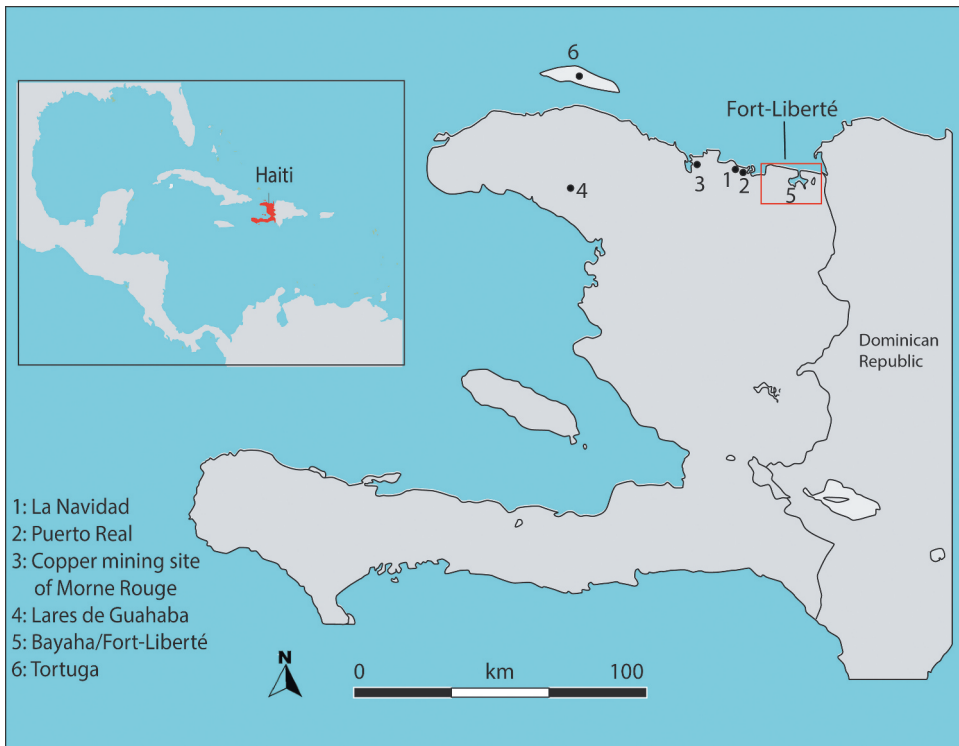 6
Fort-Liberté
Haiti
3
1
2
5
4
Dominican
Republic
1: La Navidad
2: Puerto Real
3: Copper mining site
of Morne Rouge
4: Lares de Guahaba
5: Bayaha/Fort-Liberté
6: Tortuga
N
0 km 100